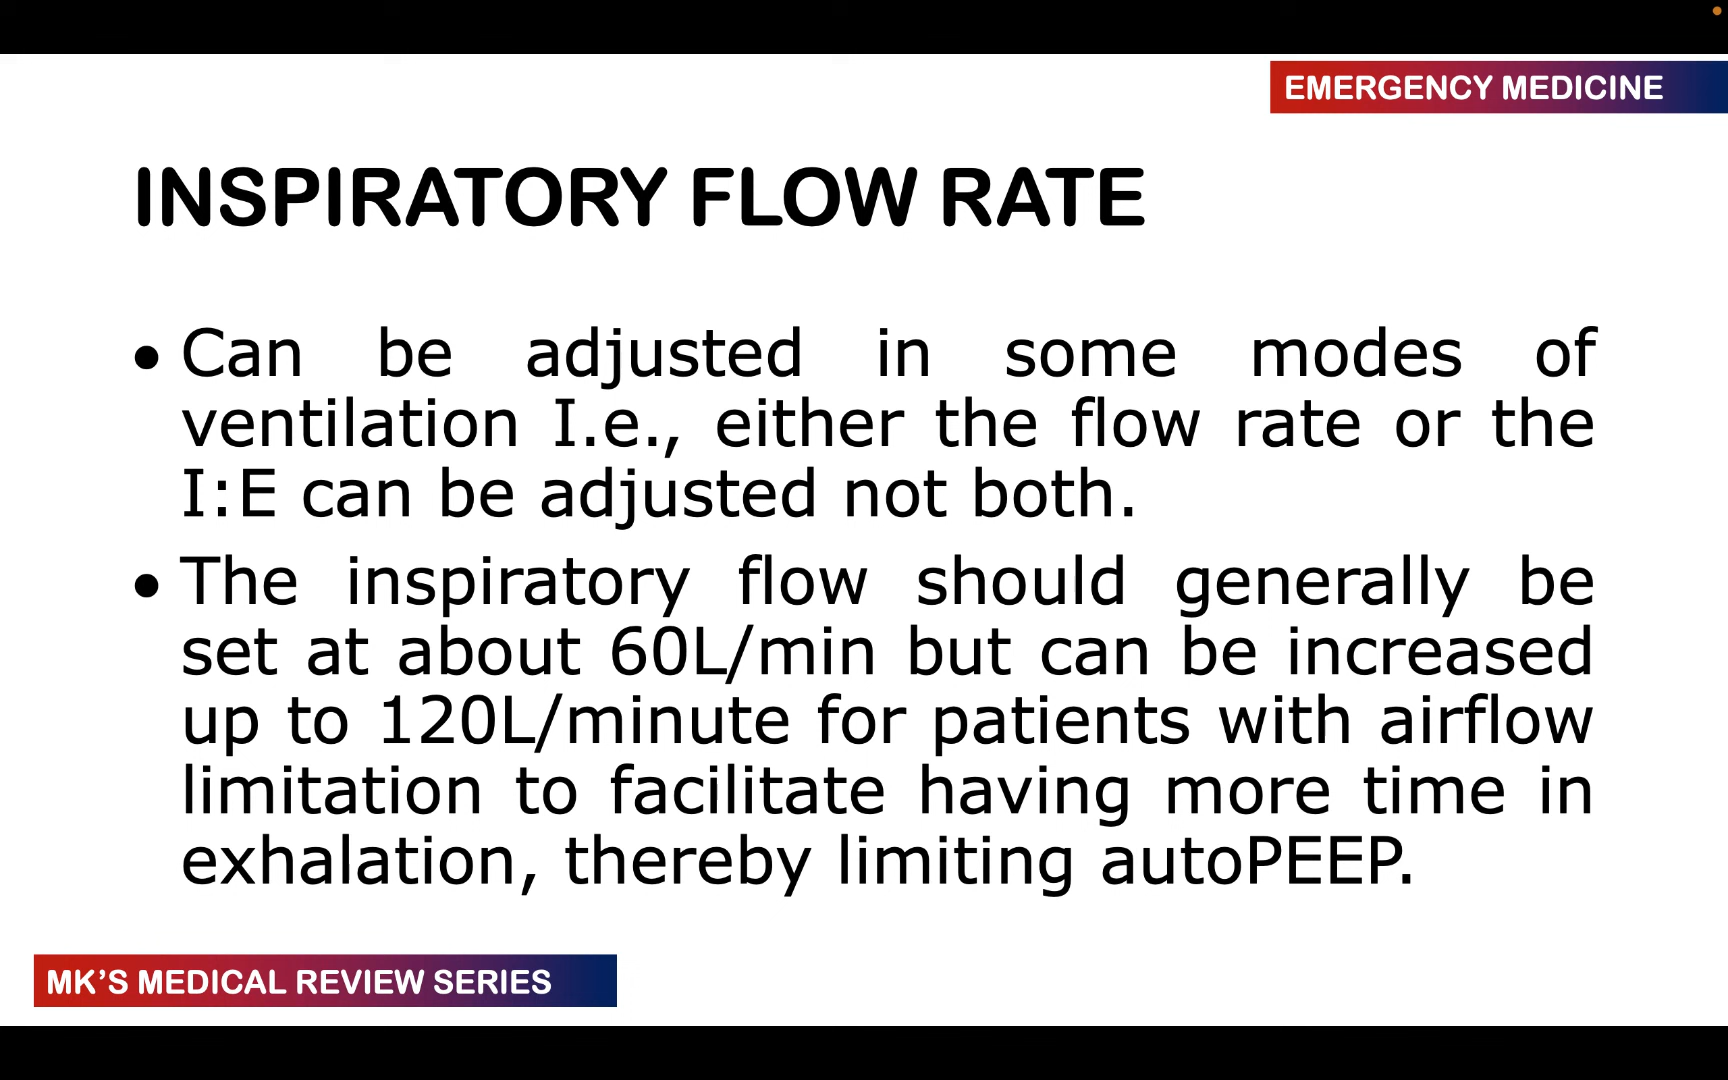 EMERGENCY MEDICINE
INSPIRATORY FLOW RATE
• Can be adjusted in some modes of
ventilation I.e., either the flow rate or the
I:E can be adjusted not both.
• The inspiratory flow should generally be
set at about 60L/min but can be increased
up to 120L/minute for patients with airflow
limitation to facilitate having more time in
exhalation, thereby limiting autoPEEP.
MK’S MEDICAL REVIEW SERIES